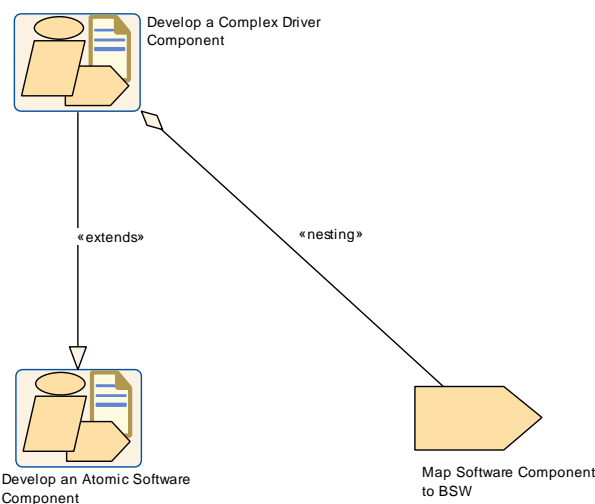 Develop a Complex Driver
Component
«extends»
«nesting»
Develop an Atomic Software
Component
Map Software Component
to BSW